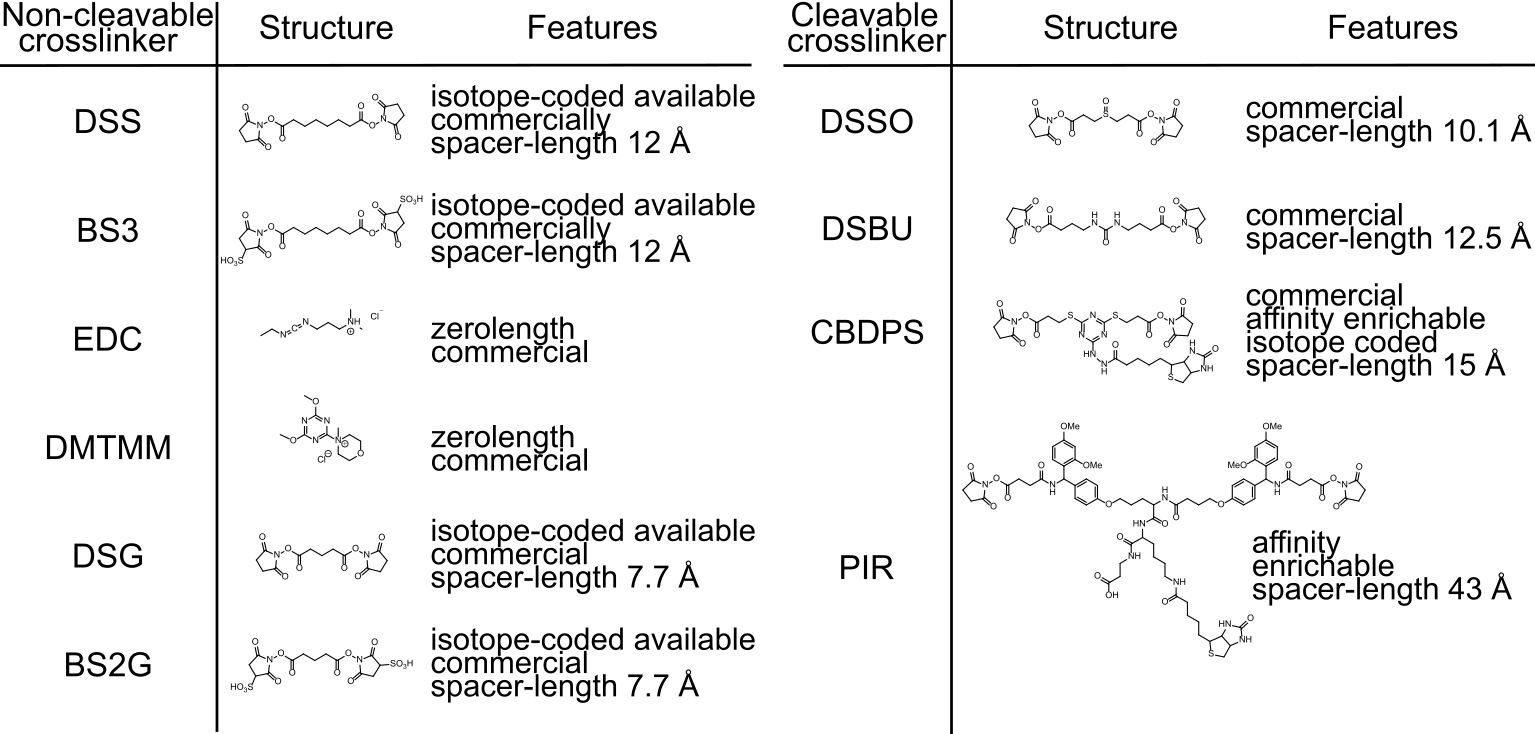 Non-cleavable
crosslinker
Structure
Features
DSS
isotope-coded available
commercially
spacer-length 12 Å
BS3
isotope-coded available
commercially
spacer-length 12 Å
EDC
zerolength
commercial
DMTMM
zerolength
commercial
DSG
isotope-coded available
commercial
spacer-length 7.7 Å
BS2G
isotope-coded available
commercial
spacer-length 7.7 Å
Cleavable
crosslinker
Structure
Features
DSSO
commercial
spacer-length 10.1 Å
DSBU
commercial
spacer-length 12.5 Å
CBDPS
commercial
affinity enrichable
isotope coded
spacer-length 15 Å
PIR
affinity
enrichable
spacer-length 43 Å